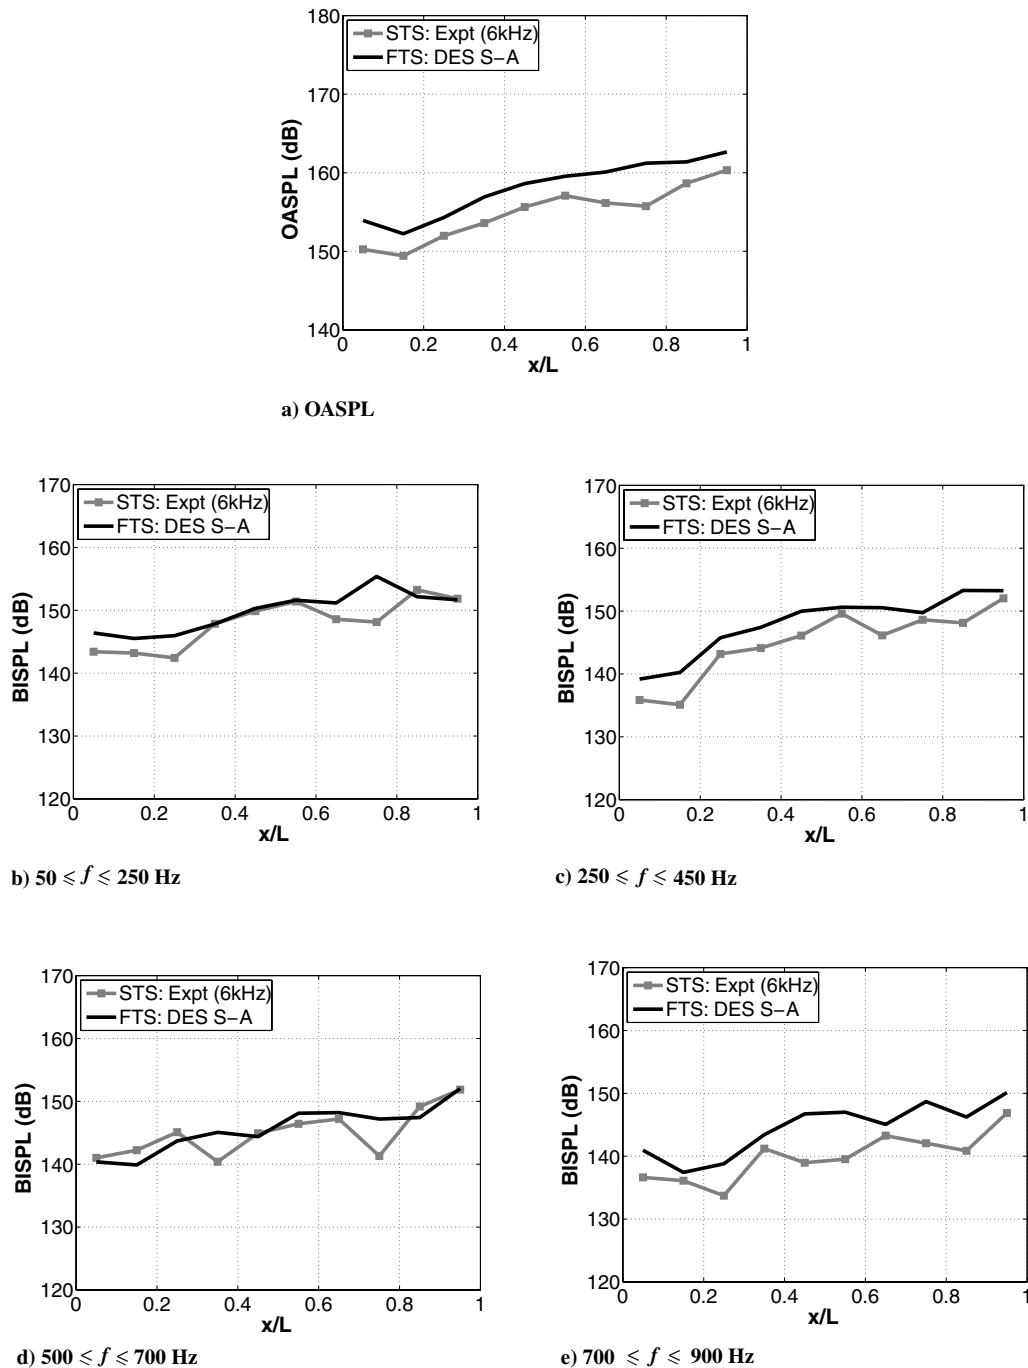 180
170
160
150
140
OASPL (dB)
STS: Expt (6kHz)
FTS: DES S-A
0 0.2 0.4 0.6 0.8 1
x/L
a) OASPL
170
160
150
140
130
120
BISPL (dB)
STS: Expt (6kHz)
FTS: DES S-A
0 0.2 0.4 0.6 0.8 1
x/L
b) 50 ⩽ f ⩽ 250 Hz
170
160
150
140
130
120
BISPL (dB)
STS: Expt (6kHz)
FTS: DES S-A
0 0.2 0.4 0.6 0.8 1
x/L
c) 250 ⩽ f ⩽ 450 Hz
170
160
150
140
130
120
BISPL (dB)
STS: Expt (6kHz)
FTS: DES S-A
0 0.2 0.4 0.6 0.8 1
x/L
d) 500 ⩽ f ⩽ 700 Hz
170
160
150
140
130
120
BISPL (dB)
STS: Expt (6kHz)
FTS: DES S-A
0 0.2 0.4 0.6 0.8 1
x/L
e) 700 ⩽ f ⩽ 900 Hz